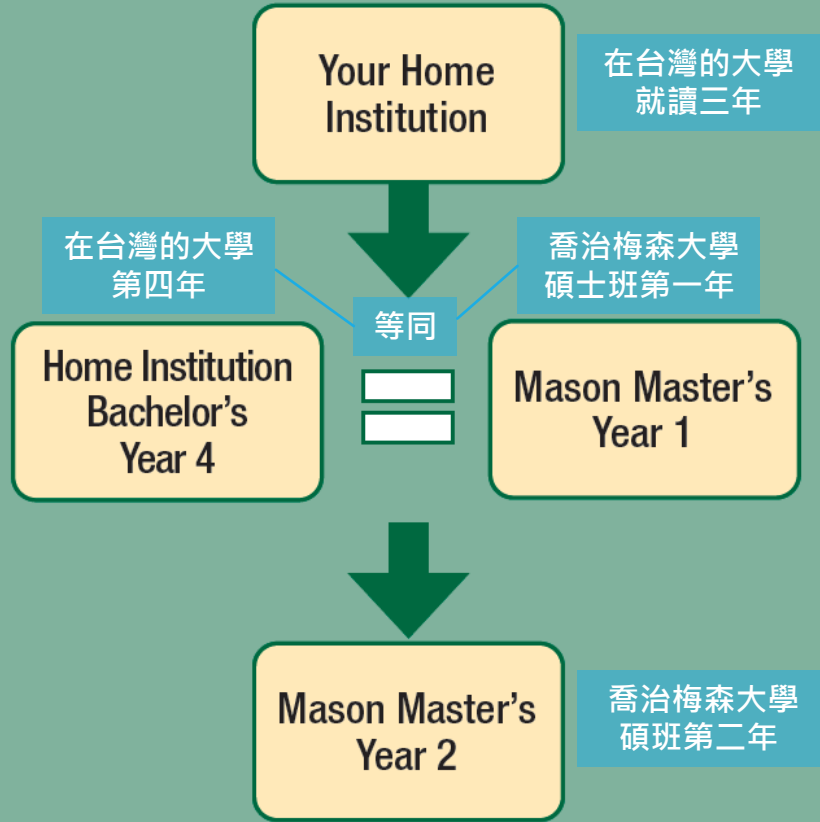 Your Home
Institution
在台灣的大學
就讀三年
在台灣的大學
第四年
喬治梅森大學
碩士班第一年
等同
Home Institution
Bachelor's
Year 4
Mason Master's
Year 1
Mason Master's
Year 2
喬治梅森大學
碩班第二年